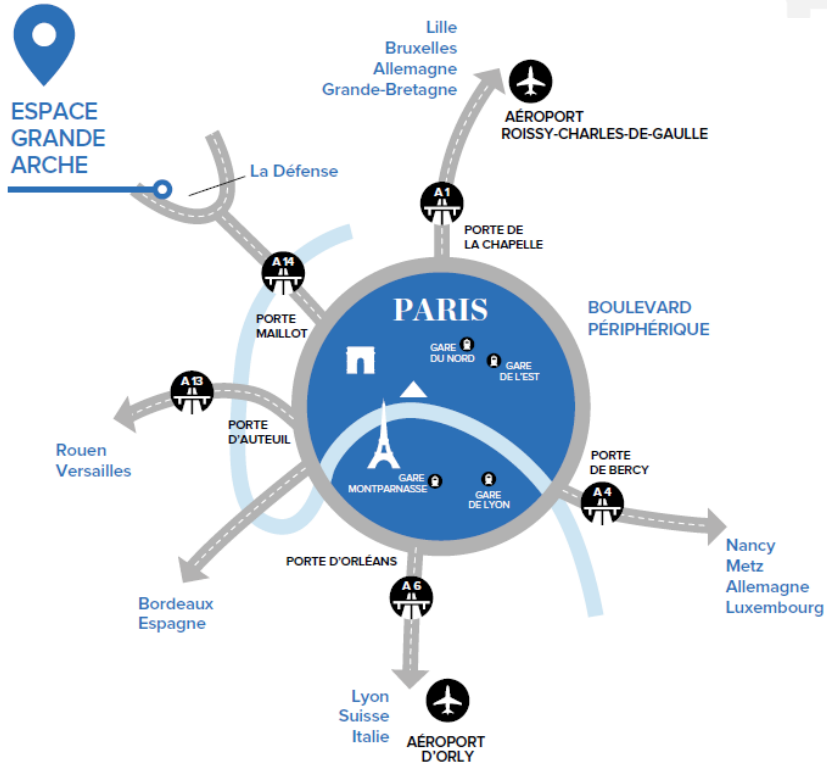 ESPACE
GRANDE
ARCHE
La Défense
Lille
Bruxelles
Allemagne
Grande-Bretagne
AÉROPORT
ROISSY-CHARLES-DE-GAULLE
A1
PORTE DE
LA CHAPELLE
A14
PORTE
MAILLOT
PARIS
BOULEVARD
PÉRIPHÉRIQUE
GARE
DU NORD
GARE
DE L'EST
A13
PORTE
D'AUTEUIL
Rouen
Versailles
GARE
MONTPARNASSE
GARE
DE LYON
PORTE
DE BERCY
A4
Nancy
Metz
Allemagne
Luxembourg
PORTE D'ORLÉANS
A6
Bordeaux
Espagne
Lyon
Suisse
Italie
AÉROPORT
D'ORLY